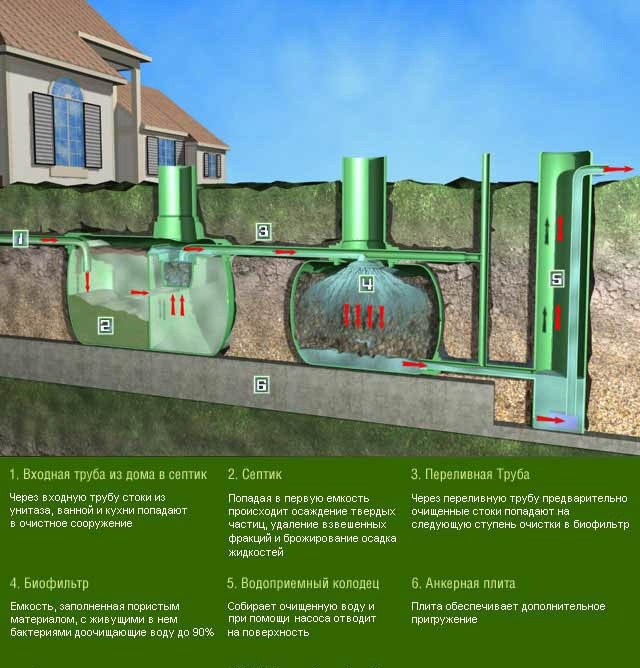 1
3
4
5
2
6
1. Входная труба из дома в септик
Через входную трубу стоки из
унитаза, ванной и кухни попадают
в очистное сооружение
2. Септик
Попадая в первую емкость
происходит осаждение твердых
частиц, удаление взвешенных
фракций и брожирование осадка
жидкостей
3. Переливная Труба
Через переливную трубу предварительно
очищенные стоки попадают на
следующую ступень очистки в биофильтр
4. Биофильтр
Емкость, заполненная пористым
материалом, с живущими в нем
бактериями доочищающие воду до 90%
5. Водоприемный колодец
Собирает очищенную воду и
при помощи насоса отводит
на поверхность
6. Анкерная плита
Плита обеспечивает дополнительное
пригружение